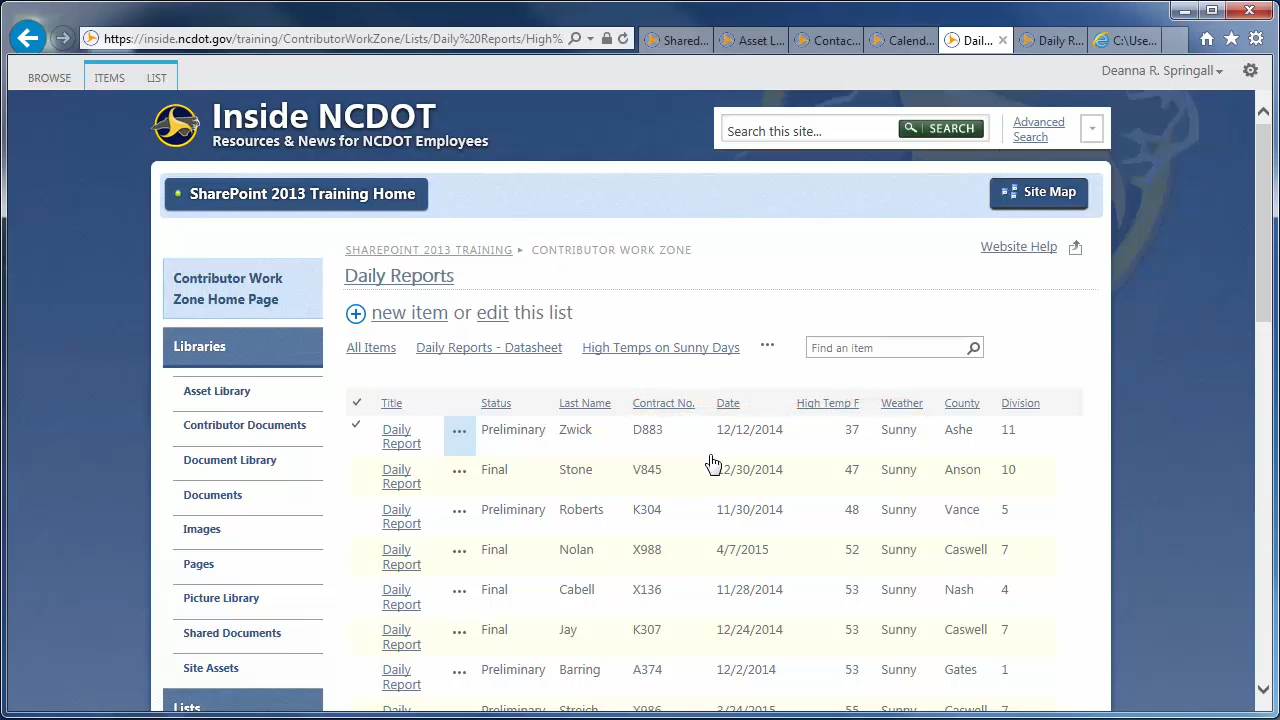 https://inside.ncdot.gov/training/ContributorWorkZone/Lists/Daily%20Reports/High%
Shared... Asset L... Contac... Calend... Dail... Daily R... C:\Use...
BROWSE ITEMS LIST Deanna R. Springall
Inside NCDOT
Resources & News for NCDOT Employees
Search this site... SEARCH Advanced Search
SharePoint 2013 Training Home Site Map
SHAREPOINT 2013 TRAINING ▸ CONTRIBUTOR WORK ZONE Website Help
Daily Reports
new item or edit this list
All Items Daily Reports - Datasheet High Temps on Sunny Days ... Find an item
Contributor Work
Zone Home Page
Libraries
Asset Library
Contributor Documents
Document Library
Documents
Images
Pages
Picture Library
Shared Documents
Site Assets
Lists
Title Status Last Name Contract No. Date High Temp F Weather County Division
Daily Report ... Preliminary Zwick D883 12/12/2014 37 Sunny Ashe 11
Daily Report ... Final Stone V845 12/30/2014 47 Sunny Anson 10
Daily Report ... Preliminary Roberts K304 11/30/2014 48 Sunny Vance 5
Daily Report ... Final Nolan X988 4/7/2015 52 Sunny Caswell 7
Daily Report ... Final Cabell X136 11/28/2014 53 Sunny Nash 4
Daily Report ... Final Jay K307 12/24/2014 53 Sunny Caswell 7
Daily Report ... Preliminary Barring A374 12/2/2014 53 Sunny Gates 1